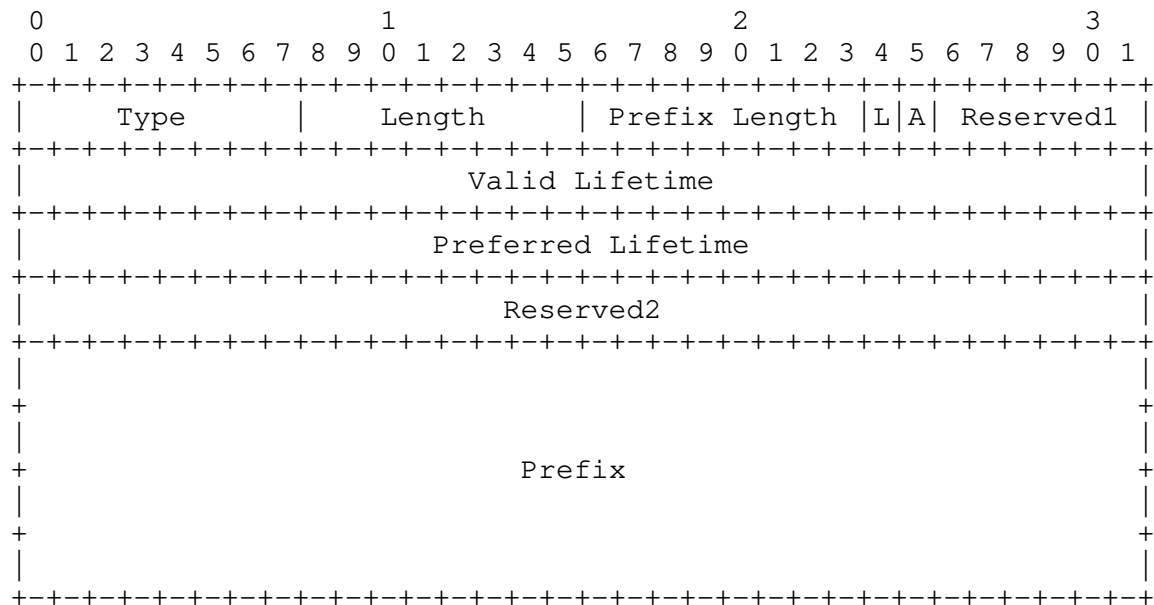 0                   1                   2                   3
 0 1 2 3 4 5 6 7 8 9 0 1 2 3 4 5 6 7 8 9 0 1 2 3 4 5 6 7 8 9 0 1
+-+-+-+-+-+-+-+-+-+-+-+-+-+-+-+-+-+-+-+-+-+-+-+-+-+-+-+-+-+-+-+-+
|     Type      |    Length     | Prefix Length |L|A| Reserved1 |
+-+-+-+-+-+-+-+-+-+-+-+-+-+-+-+-+-+-+-+-+-+-+-+-+-+-+-+-+-+-+-+-+
|                         Valid Lifetime                        |
+-+-+-+-+-+-+-+-+-+-+-+-+-+-+-+-+-+-+-+-+-+-+-+-+-+-+-+-+-+-+-+-+
|                       Preferred Lifetime                      |
+-+-+-+-+-+-+-+-+-+-+-+-+-+-+-+-+-+-+-+-+-+-+-+-+-+-+-+-+-+-+-+-+
|                           Reserved2                           |
+-+-+-+-+-+-+-+-+-+-+-+-+-+-+-+-+-+-+-+-+-+-+-+-+-+-+-+-+-+-+-+-+
|                                                               |
+                                                               +
|                                                               |
+                            Prefix                             +
|                                                               |
+                                                               +
|                                                               |
+-+-+-+-+-+-+-+-+-+-+-+-+-+-+-+-+-+-+-+-+-+-+-+-+-+-+-+-+-+-+-+-+